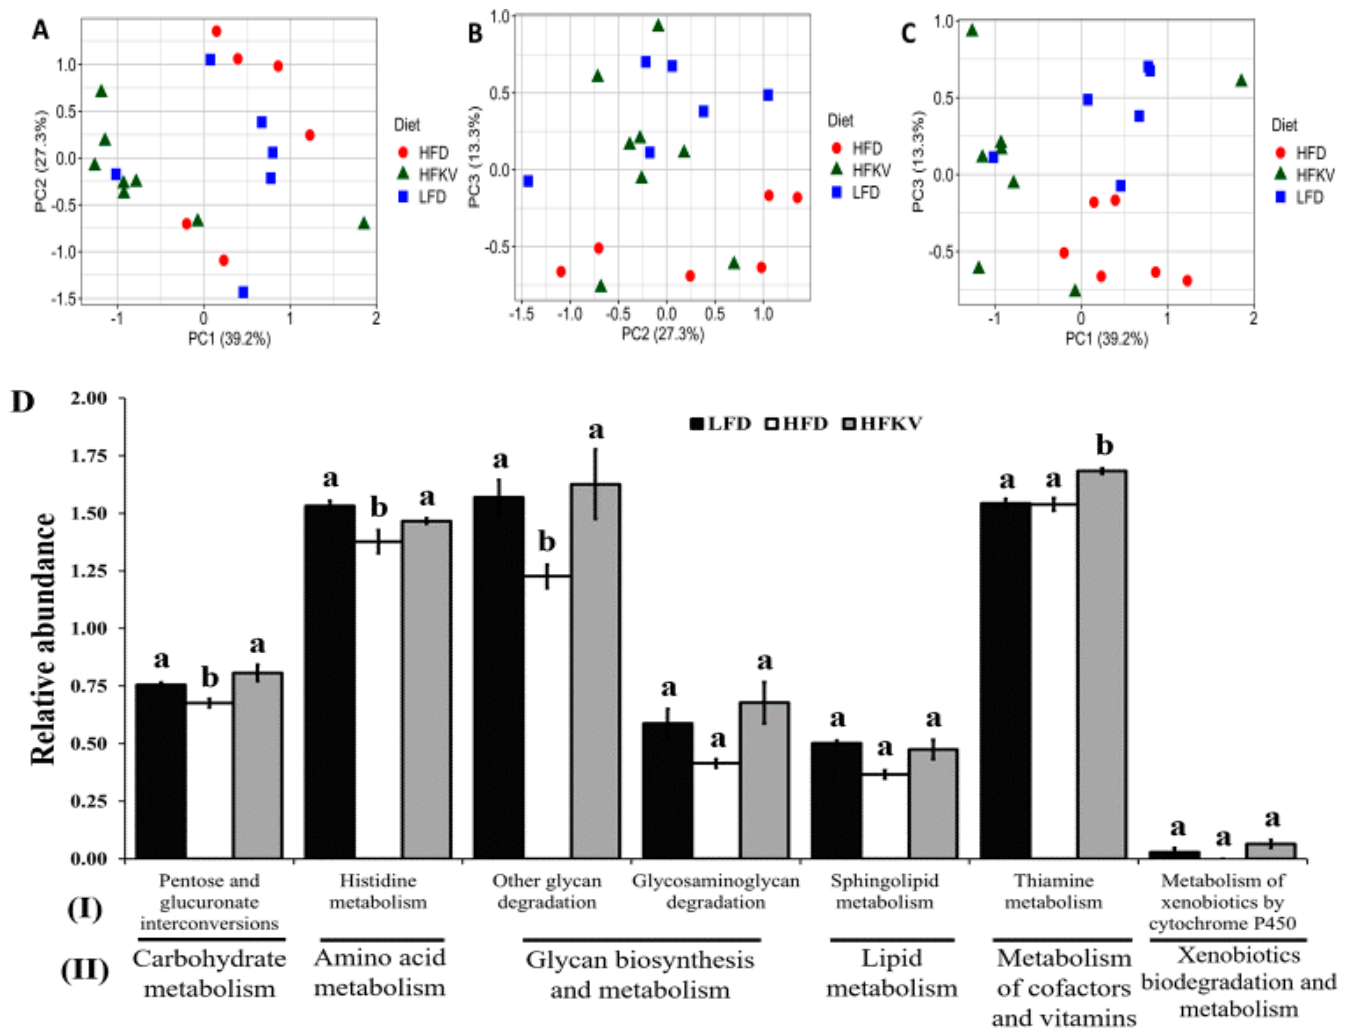 A
1.0
0.5
0.0
-0.5
-1.0
-1.5
PC2 (27.3%)
-1
0
1
2
PC1 (39.2%)
Diet
HFD
HFKV
LFD
B
1.0
0.5
0.0
-0.5
PC3 (13.3%)
-1.5
-1.0
-0.5
0.0
0.5
1.0
PC2 (27.3%)
Diet
HFD
HFKV
LFD
C
1.0
0.5
0.0
-0.5
PC3 (13.3%)
-1
0
1
2
PC1 (39.2%)
Diet
HFD
HFKV
LFD
D
2.00
1.75
1.50
1.25
1.00
0.75
0.50
0.25
0.00
Relative abundance
LFD HFD HFKV
a
b
a
a
b
a
a
b
a
a
a
a
a
a
a
a
a
b
a
a
a
(I)
Pentose and
glucuronate
interconversions
Histidine
metabolism
Other glycan
degradation
Glycosaminoglycan
degradation
Sphingolipid
metabolism
Thiamine
metabolism
Metabolism of
xenobiotics by
cytochrome P450
(II)
Carbohydrate
metabolism
Amino acid
metabolism
Glycan biosynthesis
and metabolism
Lipid
metabolism
Metabolism
of cofactors
and vitamins
Xenobiotics
biodegradation and
metabolism